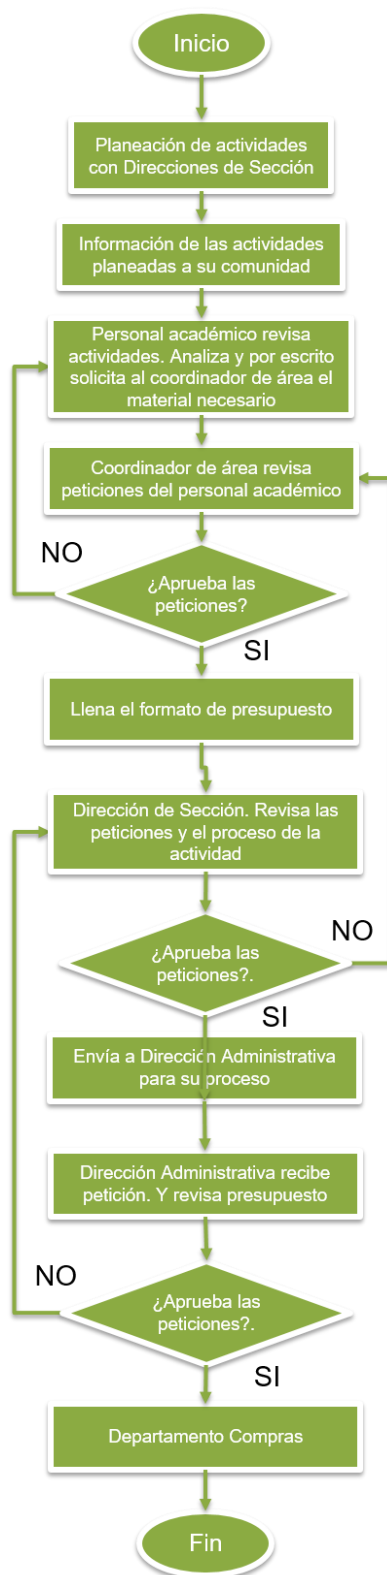 Inicio
Planeación de actividades
con Direcciones de Sección
Información de las actividades
planeadas a su comunidad
Personal académico revisa
actividades. Analiza y por escrito
solicita al coordinador de área el
material necesario
Coordinador de área revisa
peticiones del personal académico
NO
¿Aprueba las
peticiones?
SI
Llena el formato de presupuesto
Dirección de Sección. Revisa las
peticiones y el proceso de la
actividad
¿Aprueba las
peticiones?.
NO
SI
Envía a Dirección Administrativa
para su proceso
Dirección Administrativa recibe
petición. Y revisa presupuesto
NO
¿Aprueba las
peticiones?.
SI
Departamento Compras
Fin